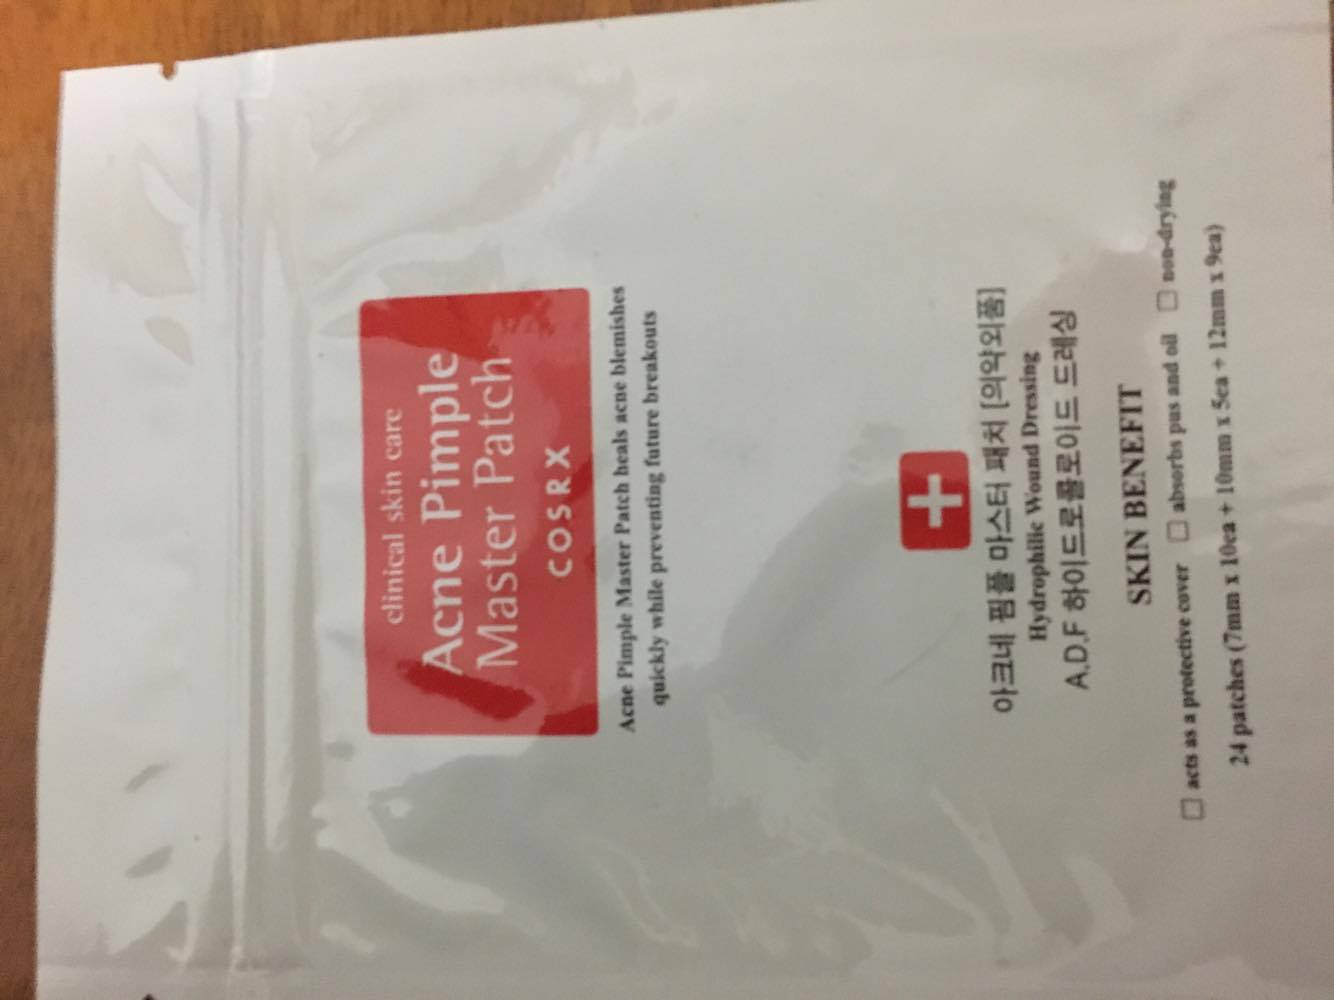 clinical skin care
Acne Pimple
Master Patch
COSRX
Acne Pimple Master Patch heals acne blemishes
quickly while preventing future breakouts
아크네 핌플 마스터 패치 [의약외품]
Hydrophilic Wound Dressing
A.D.F 하이드로콜로이드 드레싱
SKIN BENEFIT
☐ acts as a protective cover ☐ absorbs pus and oil ☐ non-drying
24 patches (7mm x 10ea + 10mm x 5ea + 12mm x 9ea)